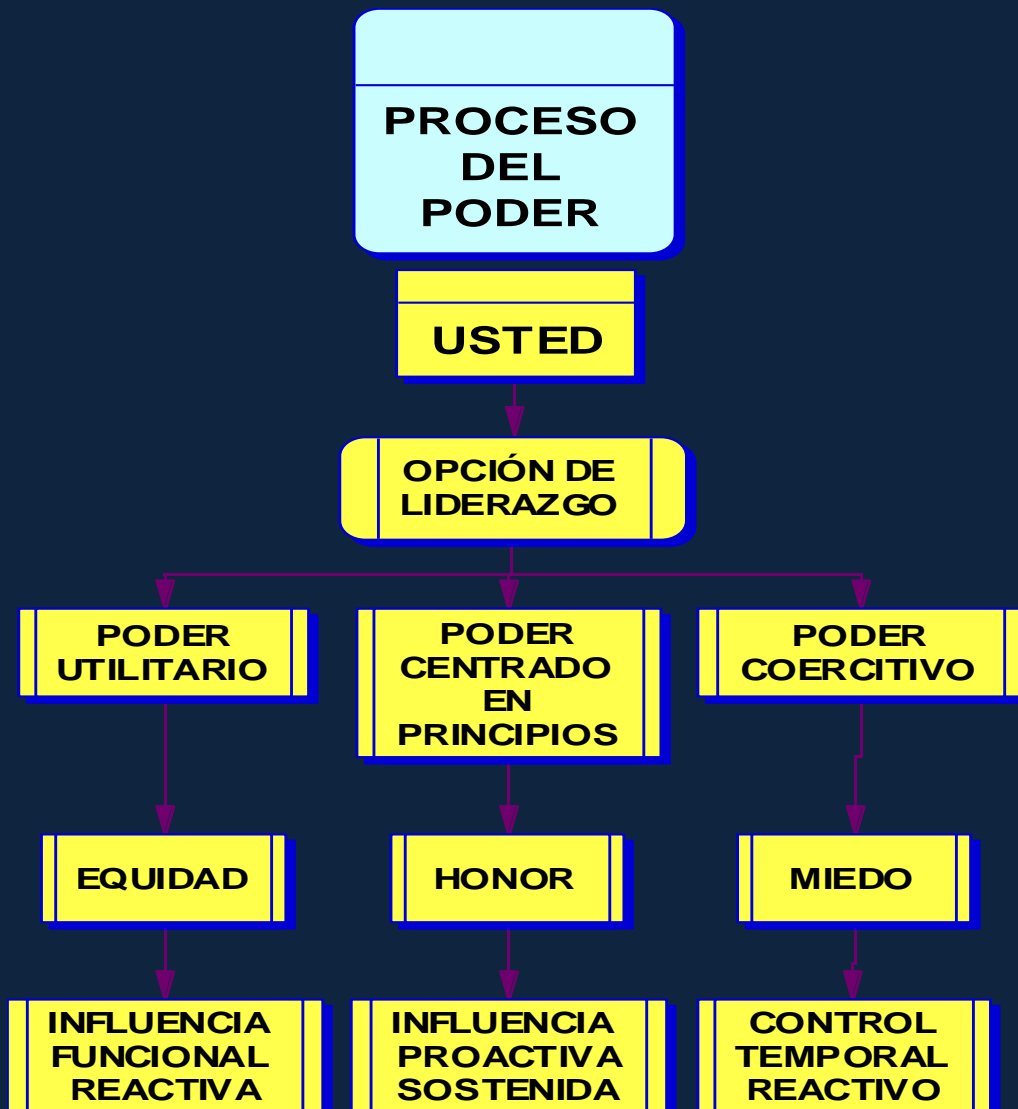 PROCESO
DEL
PODER
USTED
OPCIÓN DE
LIDERAZGO
PODER
UTILITARIO
PODER
CENTRADO
EN
PRINCIPIOS
PODER
COERCITIVO
EQUIDAD
HONOR
MIEDO
INFLUENCIA
FUNCIONAL
REACTIVA
INFLUENCIA
PROACTIVA
SOSTENIDA
CONTROL
TEMPORAL
REACTIVO